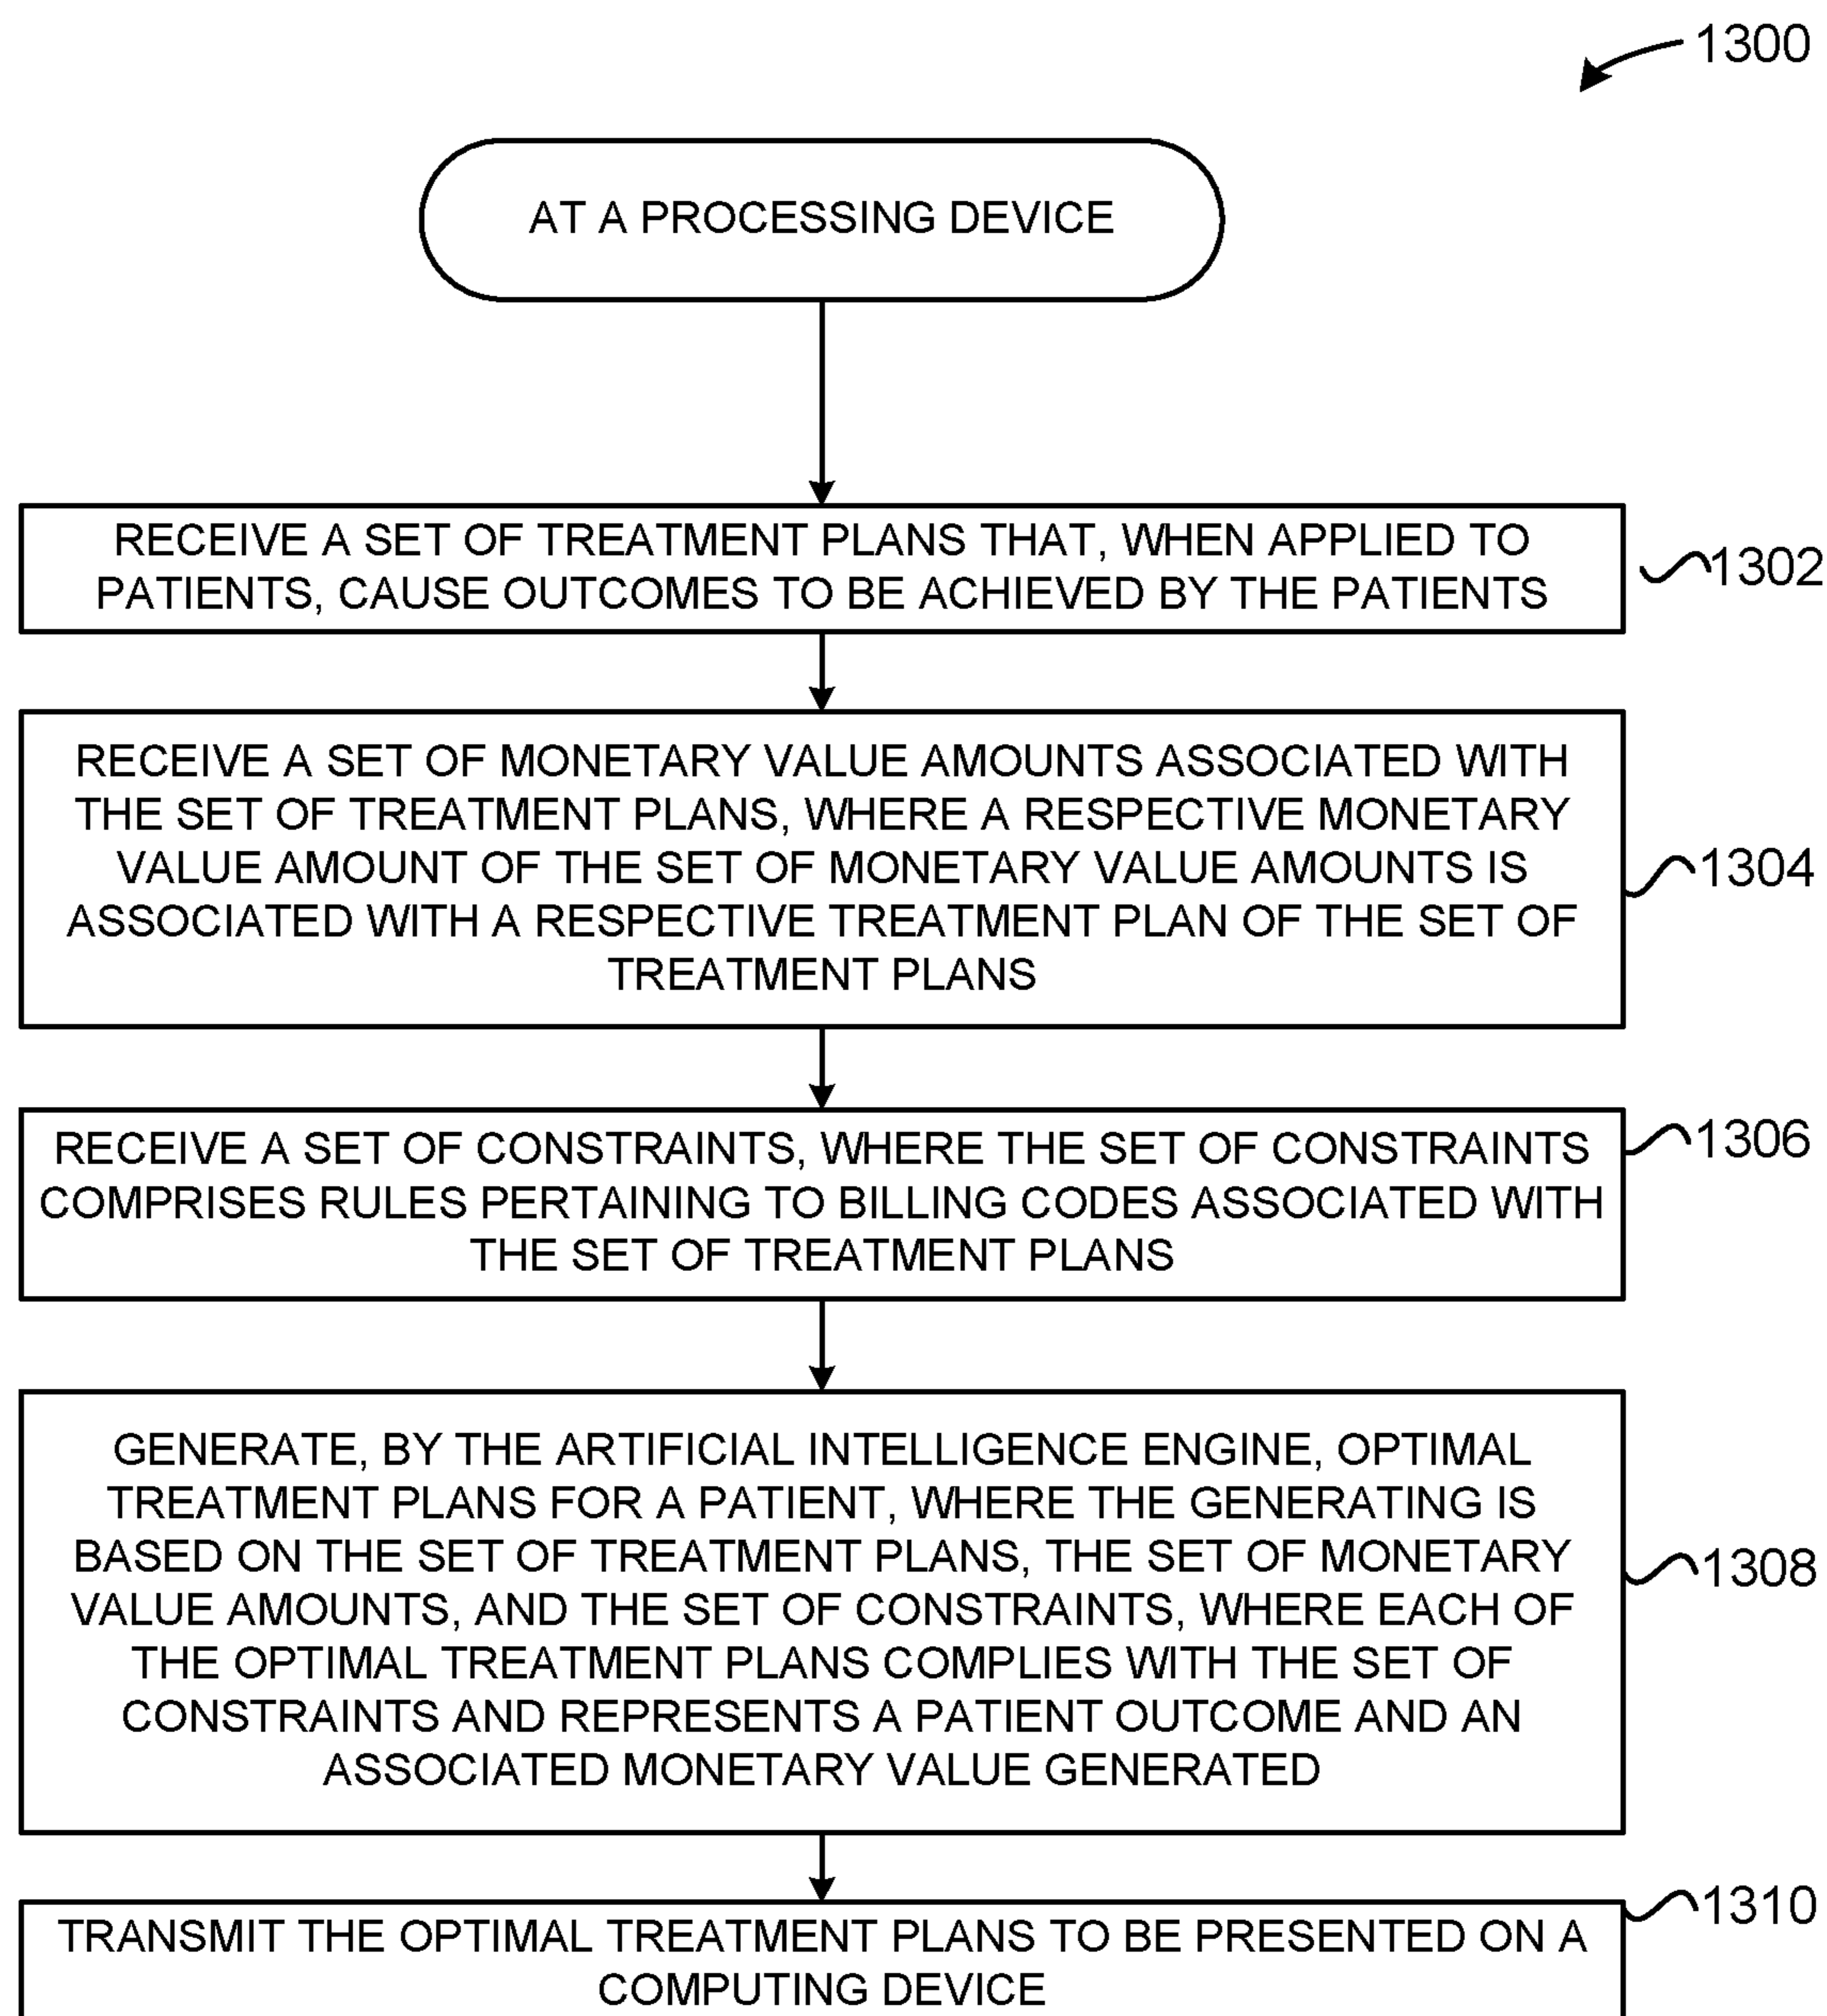 1300
AT A PROCESSING DEVICE
RECEIVE A SET OF TREATMENT PLANS THAT, WHEN APPLIED TO
PATIENTS, CAUSE OUTCOMES TO BE ACHIEVED BY THE PATIENTS
1302
RECEIVE A SET OF MONETARY VALUE AMOUNTS ASSOCIATED WITH
THE SET OF TREATMENT PLANS, WHERE A RESPECTIVE MONETARY
VALUE AMOUNT OF THE SET OF MONETARY VALUE AMOUNTS IS
ASSOCIATED WITH A RESPECTIVE TREATMENT PLAN OF THE SET OF
TREATMENT PLANS
1304
RECEIVE A SET OF CONSTRAINTS, WHERE THE SET OF CONSTRAINTS
COMPRISES RULES PERTAINING TO BILLING CODES ASSOCIATED WITH
THE SET OF TREATMENT PLANS
1306
GENERATE, BY THE ARTIFICIAL INTELLIGENCE ENGINE, OPTIMAL
TREATMENT PLANS FOR A PATIENT, WHERE THE GENERATING IS
BASED ON THE SET OF TREATMENT PLANS, THE SET OF MONETARY
VALUE AMOUNTS, AND THE SET OF CONSTRAINTS, WHERE EACH OF
THE OPTIMAL TREATMENT PLANS COMPLIES WITH THE SET OF
CONSTRAINTS AND REPRESENTS A PATIENT OUTCOME AND AN
ASSOCIATED MONETARY VALUE GENERATED
1308
TRANSMIT THE OPTIMAL TREATMENT PLANS TO BE PRESENTED ON A
COMPUTING DEVICE
1310